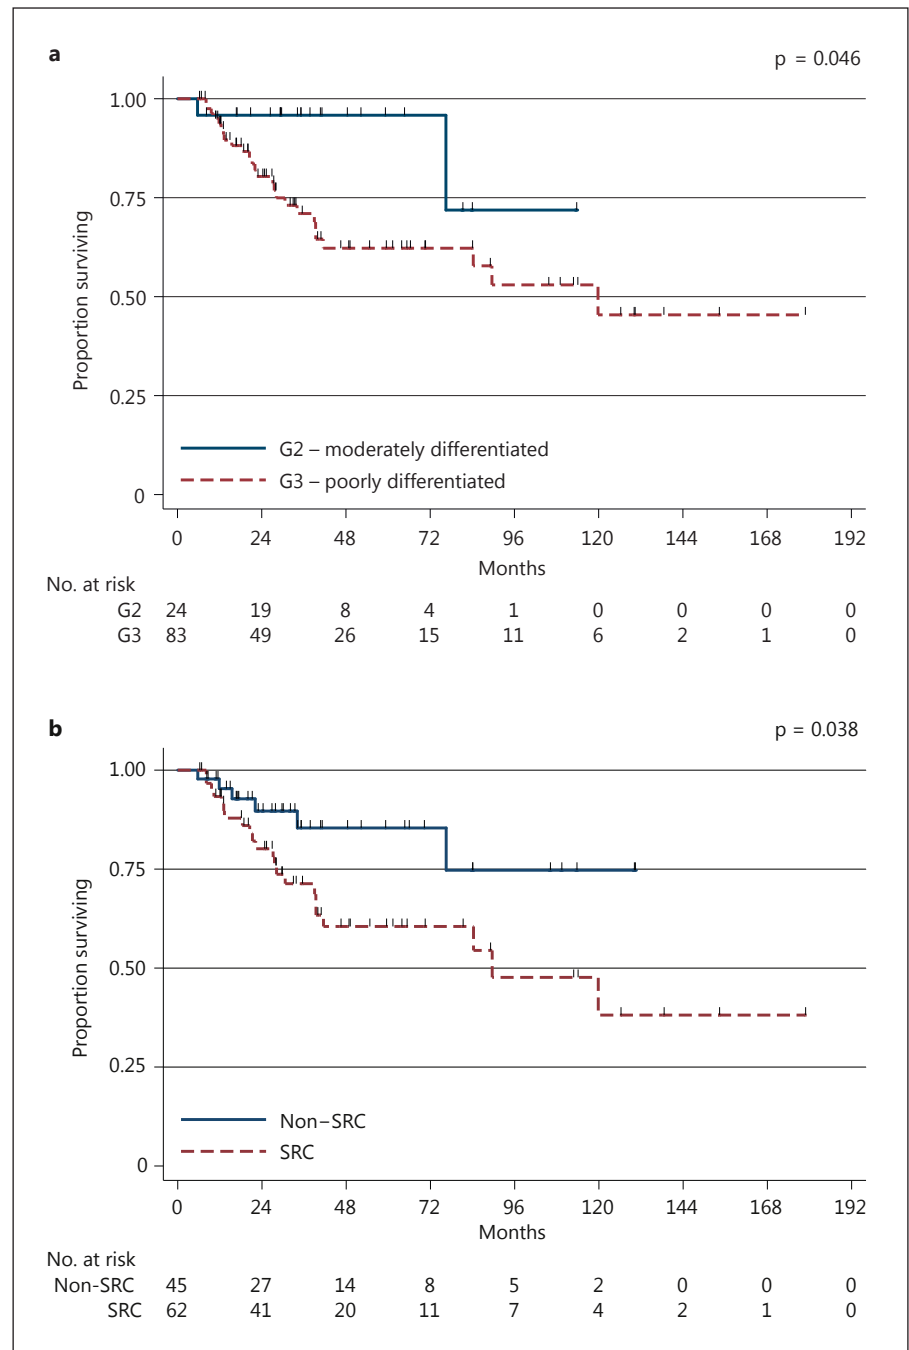 a
p = 0.046
1.00
0.75
0.50
0.25
0
Proportion surviving
G2 – moderately differentiated
G3 – poorly differentiated
0 24 48 72 96 120 144 168 192
Months
No. at risk
G2 24 19 8 4 1 0 0 0 0
G3 83 49 26 15 11 6 2 1 0
b
p = 0.038
1.00
0.75
0.50
0.25
0
Proportion surviving
Non–SRC
SRC
0 24 48 72 96 120 144 168 192
Months
No. at risk
Non-SRC 45 27 14 8 5 2 0 0 0
SRC 62 41 20 11 7 4 2 1 0